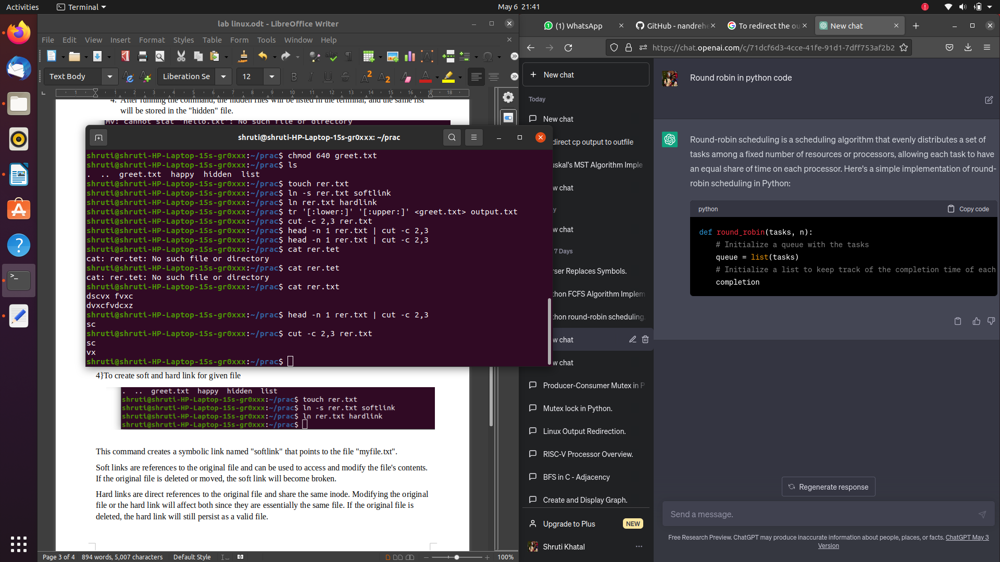 Activities
Terminal
May 6 21:41
lab linux.odt - LibreOffice Writer
File Edit View Insert Format Styles Table Form Tools Window Help
Text Body
Liberation Se
12
1 1 2 3 4 5 6 7 8 9 10 11 12 13 14 15 16 17 18
4. After running the command, the hidden files will be listed in the terminal, and the same list
will be stored in the "hidden" file.
mv: cannot stat 'hello.txt': No such file or directory
shruti@shruti-HP-Laptop-15s-gr0xxx: ~/prac
shruti@shruti-HP-Laptop-15s-gr0xxx:~/prac$ chmod 640 greet.txt
shruti@shruti-HP-Laptop-15s-gr0xxx:~/prac$ ls
. .. greet.txt happy hidden list
shruti@shruti-HP-Laptop-15s-gr0xxx:~/prac$ touch rer.txt
shruti@shruti-HP-Laptop-15s-gr0xxx:~/prac$ ln -s rer.txt softlink
shruti@shruti-HP-Laptop-15s-gr0xxx:~/prac$ ln rer.txt hardlink
shruti@shruti-HP-Laptop-15s-gr0xxx:~/prac$ tr '[:lower:]' '[:upper:]' <greet.txt> output.txt
shruti@shruti-HP-Laptop-15s-gr0xxx:~/prac$ cut -c 2,3 rer.txt
shruti@shruti-HP-Laptop-15s-gr0xxx:~/prac$ head -n 1 rer.txt | cut -c 2,3
shruti@shruti-HP-Laptop-15s-gr0xxx:~/prac$ head -n 1 rer.txt | cut -c 2,3
shruti@shruti-HP-Laptop-15s-gr0xxx:~/prac$ cat rer.tet
cat: rer.tet: No such file or directory
shruti@shruti-HP-Laptop-15s-gr0xxx:~/prac$ cat rer.tet
cat: rer.tet: No such file or directory
shruti@shruti-HP-Laptop-15s-gr0xxx:~/prac$ cat rer.txt
dscvx fvxc
dvxcfvdcxz
shruti@shruti-HP-Laptop-15s-gr0xxx:~/prac$ head -n 1 rer.txt | cut -c 2,3
sc
shruti@shruti-HP-Laptop-15s-gr0xxx:~/prac$ cut -c 2,3 rer.txt
sc
vx
shruti@shruti-HP-Laptop-15s-gr0xxx:~/prac$
4}To create soft and hard link for given file
. .. greet.txt happy hidden list
shruti@shruti-HP-Laptop-15s-gr0xxx:~/prac$ touch rer.txt
shruti@shruti-HP-Laptop-15s-gr0xxx:~/prac$ ln -s rer.txt softlink
shruti@shruti-HP-Laptop-15s-gr0xxx:~/prac$ ln rer.txt hardlink
shruti@shruti-HP-Laptop-15s-gr0xxx:~/prac$
This command creates a symbolic link named "softlink" that points to the file "myfile.txt".
Soft links are references to the original file and can be used to access and modify the file's contents.
If the original file is deleted or moved, the soft link will become broken.
Hard links are direct references to the original file and share the same inode. Modifying the original
file or the hard link will affect both since they are essentially the same file. If the original file is
deleted, the hard link will still persist as a valid file.
Page 3 of 4 894 words, 5,007 characters Default Style 100%
(1) WhatsApp
GitHub - nandrehe
To redirect the ou
New chat
https://chat.openai.com/c/71dcf6d3-4cce-41fe-91d1-7dff753af2b2
New chat
Today
New chat
direct cp output to outfile
uskal's MST Algorithm Imple
w chat
y
w chat
7 Days
rser Replaces Symbols.
thon FCFS Algorithm Implem
thon round-robin scheduling.
w chat
w chat
Producer-Consumer Mutex in P
Mutex lock in Python.
Linux Output Redirection.
RISC-V Processor Overview.
BFS in C - Adjacency
Create and Display Graph.
Upgrade to Plus NEW
Shruti Khatal
Round robin in python code
Round-robin scheduling is a scheduling algorithm that evenly distributes a set of
tasks among a fixed number of resources or processors, allowing each task to have
an equal share of time on each processor. Here's a simple implementation of round-
robin scheduling in Python:
python
Copy code
def round_robin(tasks, n):
# Initialize a queue with the tasks
queue = list(tasks)
# Initialize a list to keep track of the completion time of each
completion
Regenerate response
Send a message.
Free Research Preview. ChatGPT may produce inaccurate information about people, places, or facts. ChatGPT May 3
Version